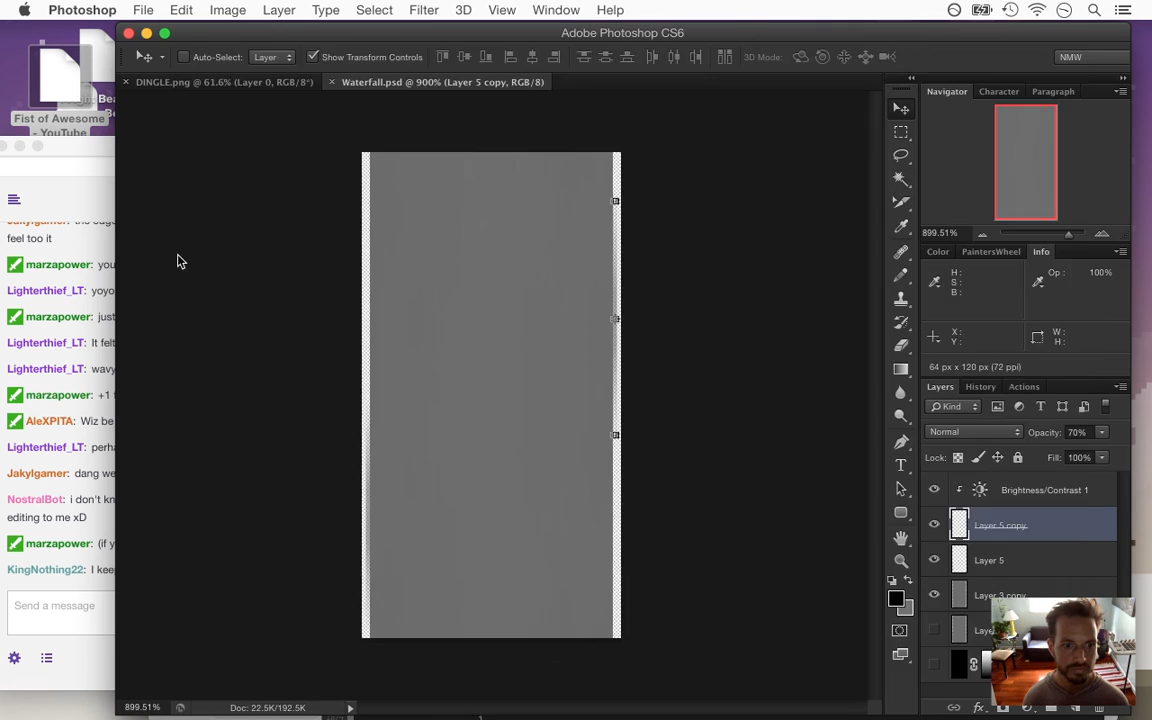 Photoshop File Edit Image Layer Type Select Filter 3D View Window Help
Adobe Photoshop CS6
Auto-Select: Layer Show Transform Controls 3D Mode: NMW
DINGLE.png @ 61.6% (Layer 0, RGB/8*) Waterfall.psd @ 900% (Layer 5 copy, RGB/8)
Fist of Awesome
- YouTube
feel too it
marzapower: you
Lighterthief_LT: yoyo
marzapower: just
Lighterthief_LT: It felt
Lighterthief_LT: wavy
marzapower: +1
AleXPITA: Wiz be
Lighterthief_LT: perha
Jakylgamer: dang we
NostralBot: i don't kn
editing to me xD
marzapower: (if y
KingNothing22: I kee
Send a message
899.51% Doc: 22.5K/192.5K
Navigator Character Paragraph
899.51%
Color PaintersWheel Info
H: Op: 100%
S:
B:
X: W:
Y: H:
64 px x 120 px (72 ppi)
Layers History Actions
Kind
Normal Opacity: 70%
Lock: Fill: 100%
Brightness/Contrast 1
Layer 5 copy
Layer 5
Layer 3 copy
Laye
fx